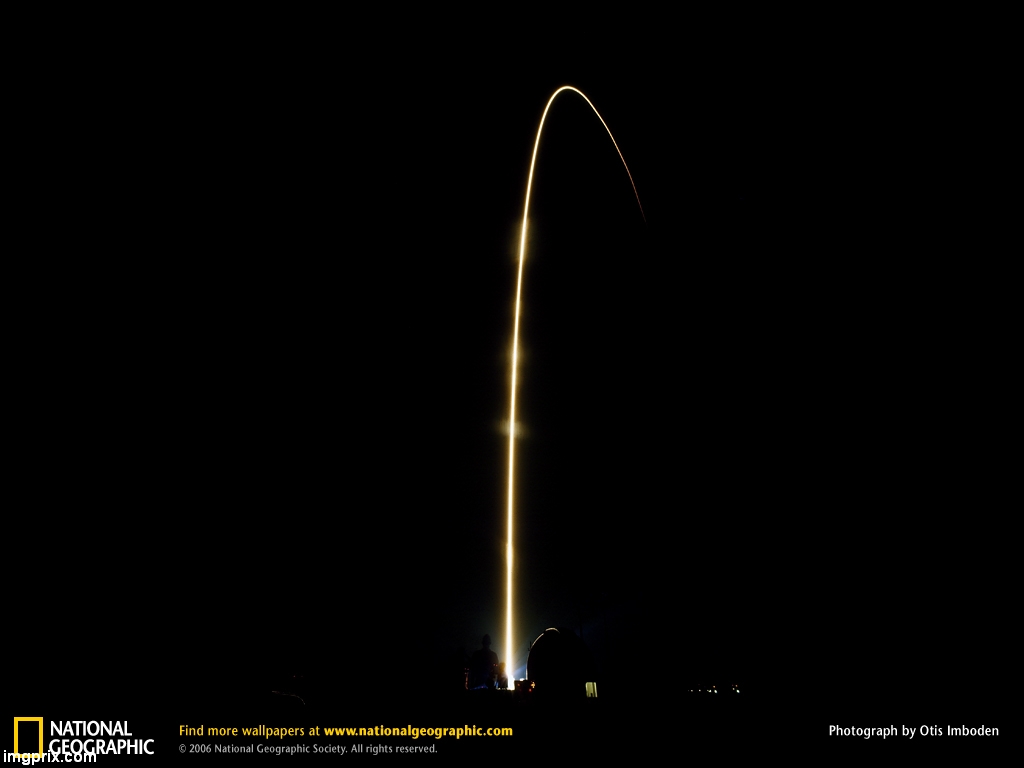 NATIONAL
GEOGRAPHIC
imgprix.com
Find more wallpapers at www.nationalgeographic.com
© 2006 National Geographic Society. All rights reserved.
Photograph by Otis Imboden